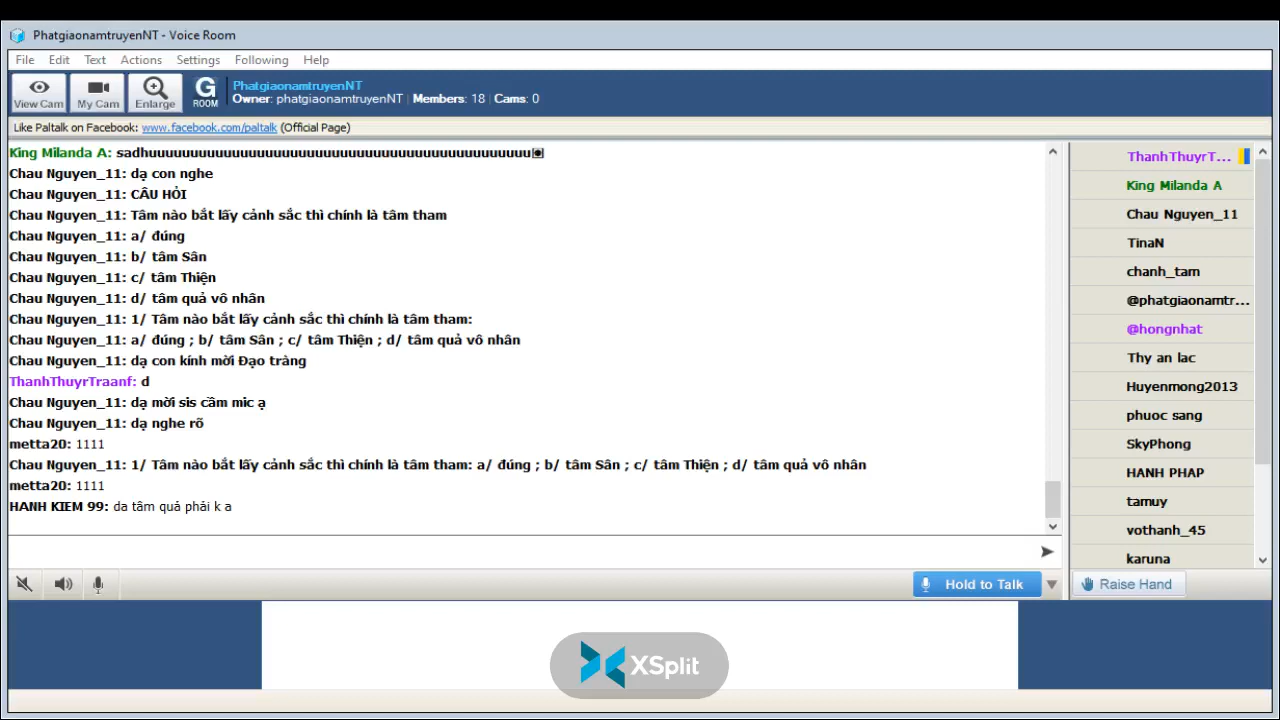 PhatgiaonamtruyenNT - Voice Room
File Edit Text Actions Settings Following Help
View Cam My Cam Enlarge G ROOM
PhatgiaonamtruyenNT
Owner: phatgiaonamtruyenNT | Members: 18 | Cams: 0
Like Paltalk on Facebook: www.facebook.com/paltalk (Official Page)
King Milanda A: sadhuuuuuuuuuuuuuuuuuuuuuuuuuuuuuuuuuuuuuuuuuuuuuu
Chau Nguyen_11: dạ con nghe
Chau Nguyen_11: CÂU HỎI
Chau Nguyen_11: Tâm nào bắt lấy cảnh sắc thì chính là tâm tham
Chau Nguyen_11: a/ đúng
Chau Nguyen_11: b/ tâm Sân
Chau Nguyen_11: c/ tâm Thiện
Chau Nguyen_11: d/ tâm quả vô nhân
Chau Nguyen_11: 1/ Tâm nào bắt lấy cảnh sắc thì chính là tâm tham:
Chau Nguyen_11: a/ đúng ; b/ tâm Sân ; c/ tâm Thiện ; d/ tâm quả vô nhân
Chau Nguyen_11: dạ con kính mời Đạo tràng
ThanhThuyrTraanf: d
Chau Nguyen_11: dạ mời sis cầm mic ạ
Chau Nguyen_11: dạ nghe rõ
metta20: 1111
Chau Nguyen_11: 1/ Tâm nào bắt lấy cảnh sắc thì chính là tâm tham: a/ đúng ; b/ tâm Sân ; c/ tâm Thiện ; d/ tâm quả vô nhân
metta20: 1111
HANH KIEM 99: da tâm quả phải k a
ThanhThuyrT...
King Milanda A
Chau Nguyen_11
TinaN
chanh_tam
@phatgiaonamtr...
@hongnhat
Thy an lac
Huyenmong2013
phuoc sang
SkyPhong
HANH PHAP
tamuy
vothanh_45
karuna
Hold to Talk
Raise Hand
XSplit